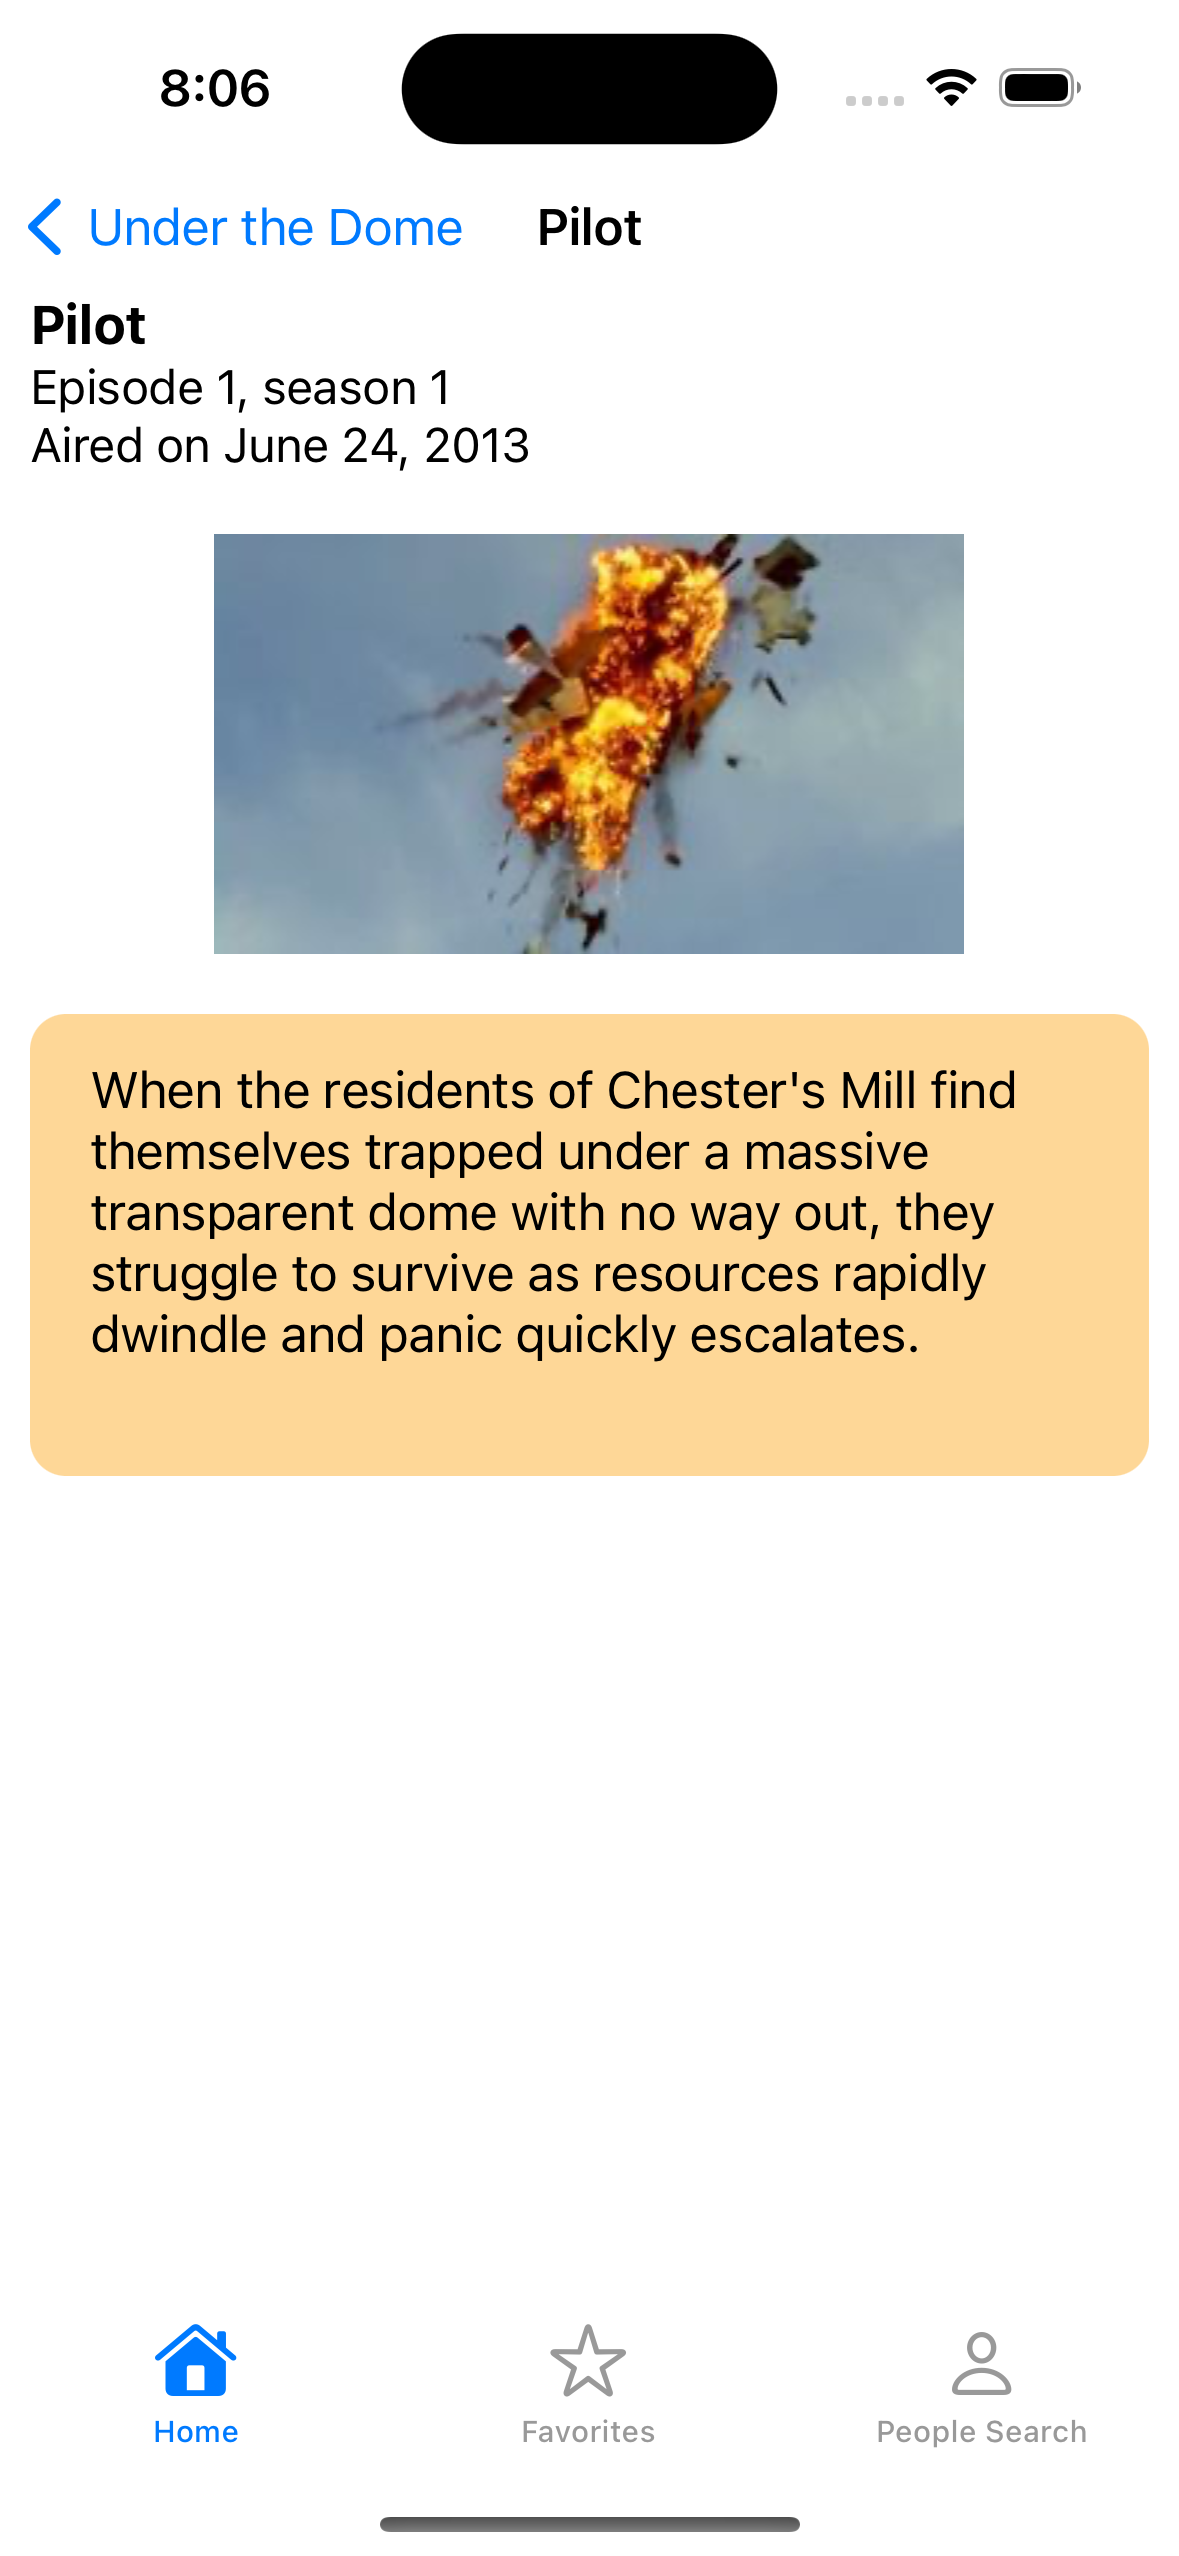 8:06
Under the Dome
Pilot
Pilot
Episode 1, season 1
Aired on June 24, 2013
When the residents of Chester's Mill find
themselves trapped under a massive
transparent dome with no way out, they
struggle to survive as resources rapidly
dwindle and panic quickly escalates.
Home
Favorites
People Search